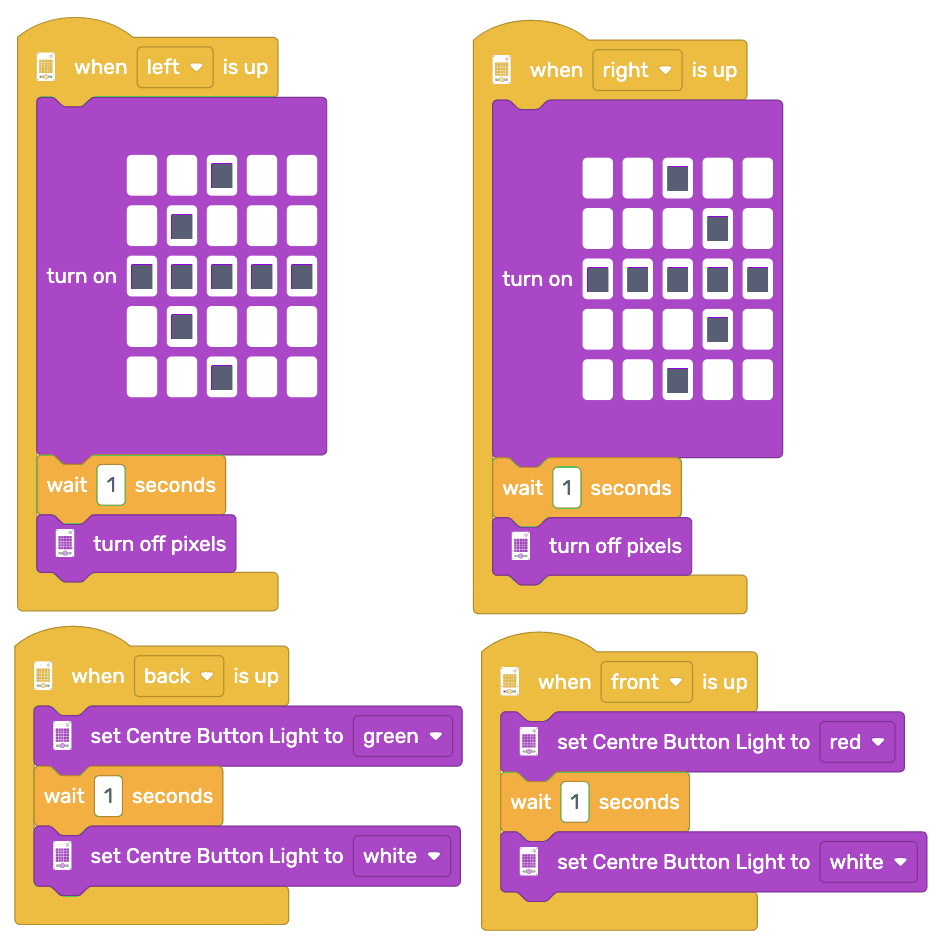 when left is up
turn on
wait 1 seconds
turn off pixels
when right is up
turn on
wait 1 seconds
turn off pixels
when back is up
set Centre Button Light to green
wait 1 seconds
set Centre Button Light to white
when front is up
set Centre Button Light to red
wait 1 seconds
set Centre Button Light to white